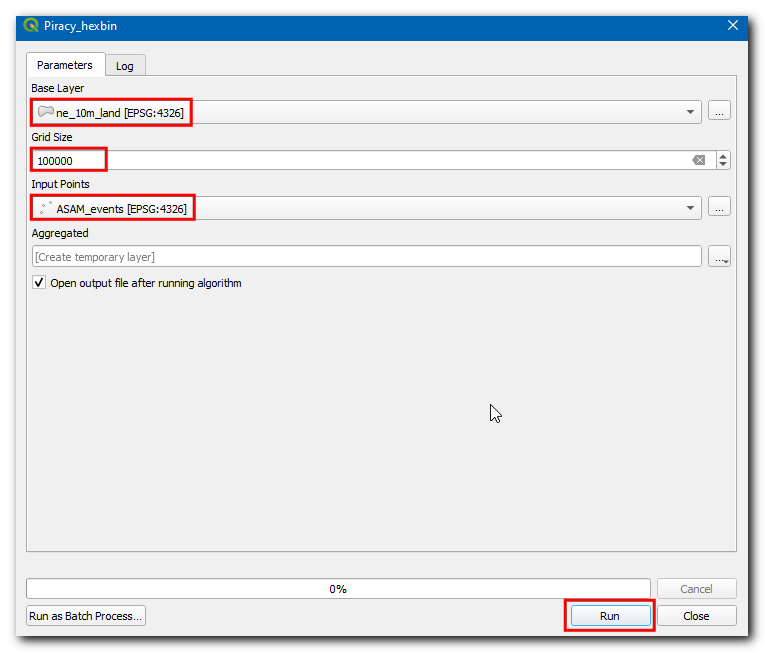 Piracy_hexbin
Parameters
Log
Base Layer
ne_10m_land [EPSG:4326]
...
Grid Size
100000
Input Points
ASAM_events [EPSG:4326]
...
Aggregated
[Create temporary layer]
...
Open output file after running algorithm
0%
Cancel
Run as Batch Process...
Run
Close